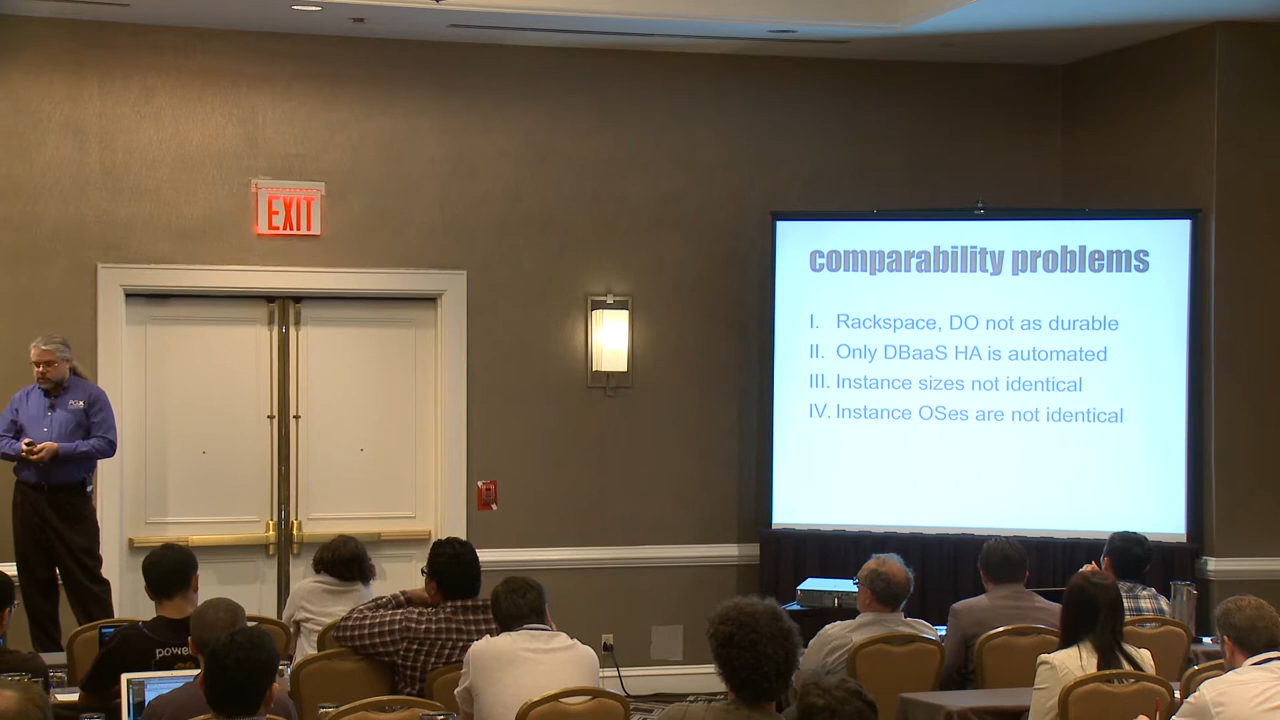 EXIT
comparability problems
I. Rackspace, DO not as durable
II. Only DBaaS HA is automated
III. Instance sizes not identical
IV. Instance OSes are not identical
PGX
power